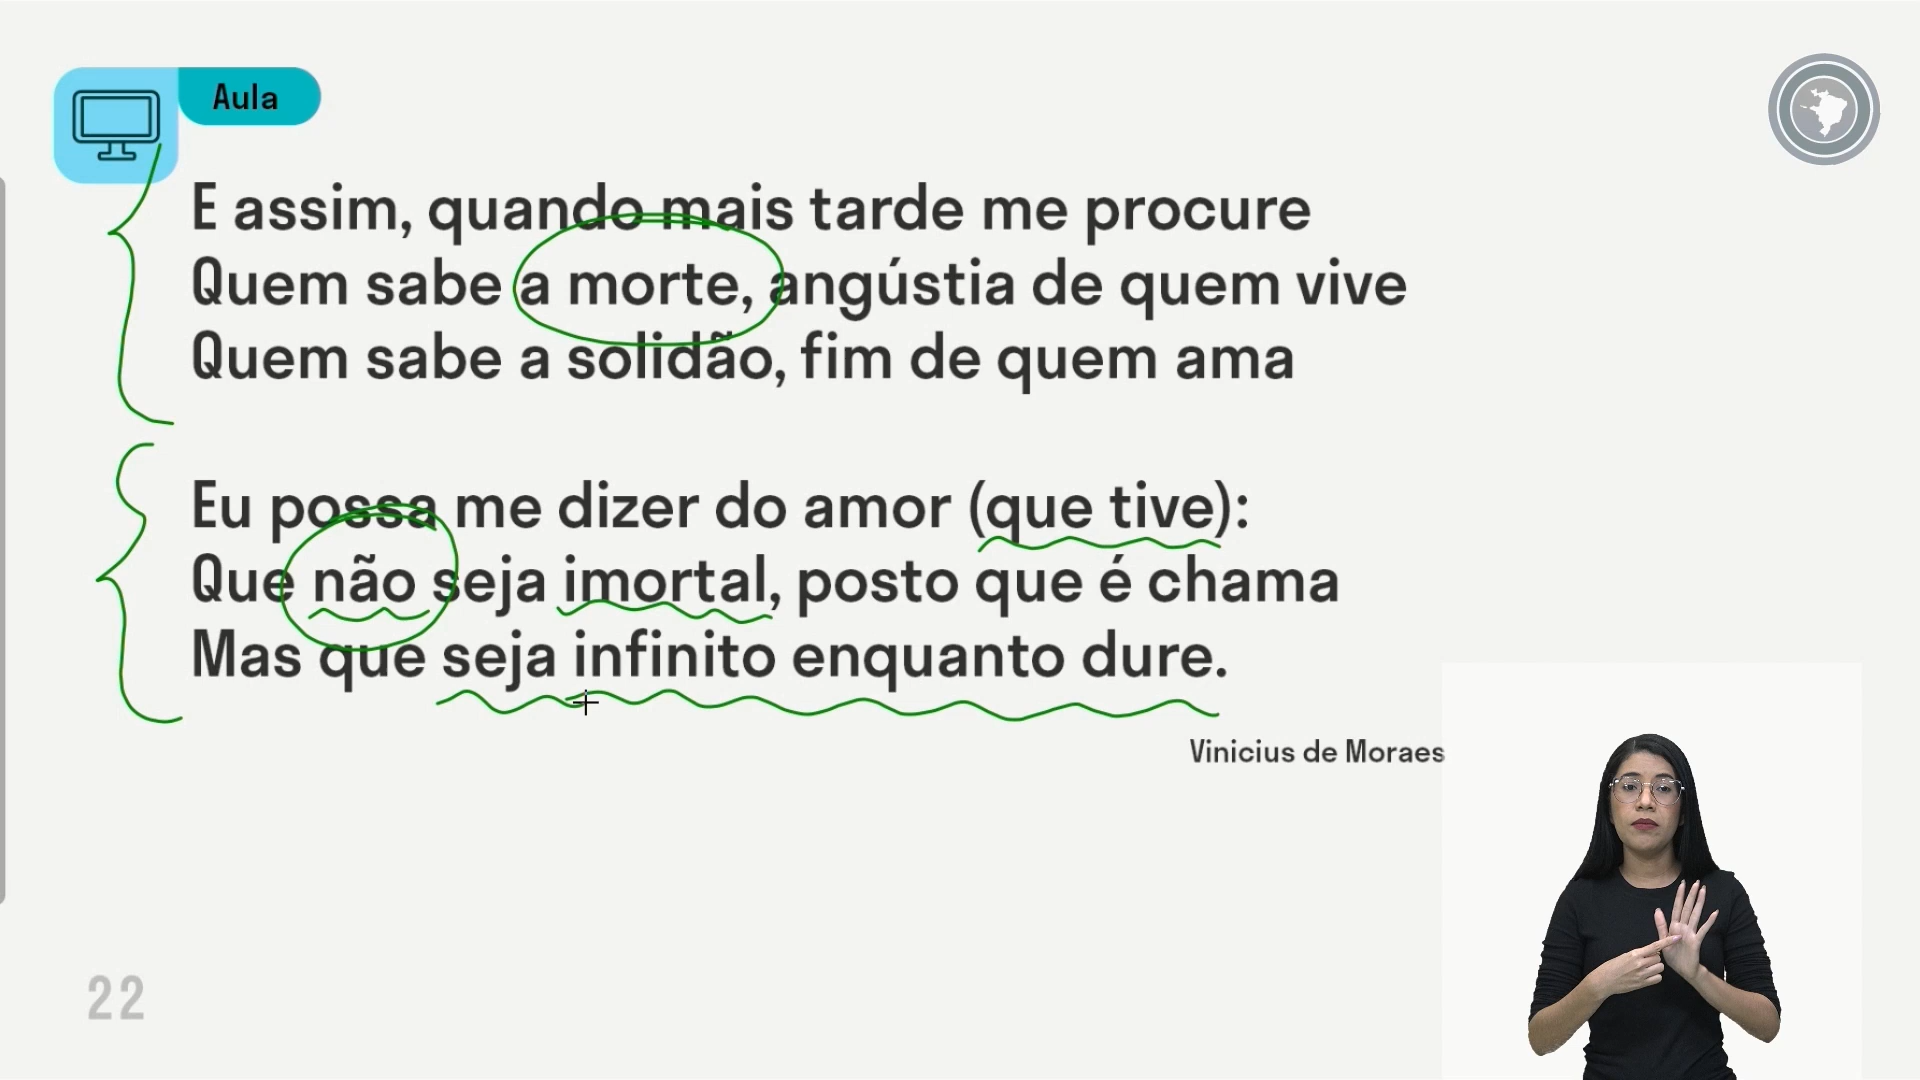 Aula
E assim, quando mais tarde me procure
Quem sabe a morte, angústia de quem vive
Quem sabe a solidão, fim de quem ama
Eu possa me dizer do amor (que tive):
Que não seja imortal, posto que é chama
Mas que seja infinito enquanto dure.
Vinicius de Moraes
22